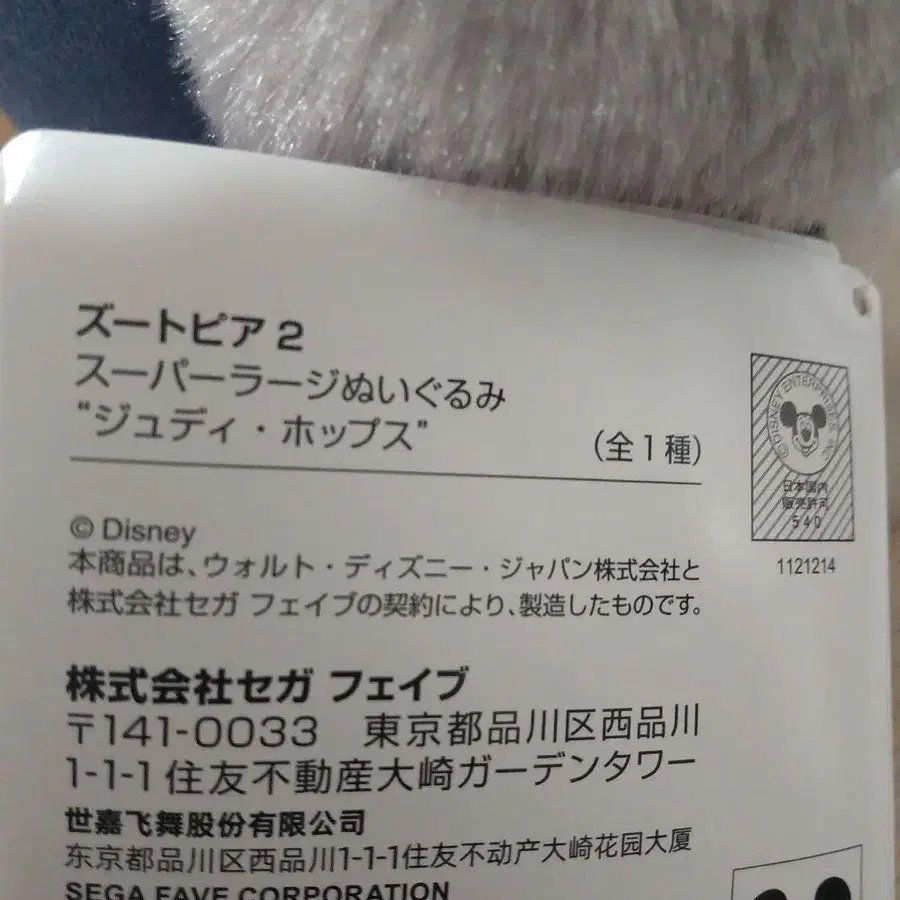 ズートピア 2
スーパーラージぬいぐるみ
“ジュディ・ホップス”
(全1種)
© Disney
本商品は、ウォルト・ディズニー・ジャパン株式会社と
株式会社セガ フェイブの契約により、製造したものです。
株式会社セガ フェイブ
〒141-0033 東京都品川区西品川
1-1-1 住友不動産大崎ガーデンタワー
世嘉飞舞股份有限公司
东京都品川区西品川1-1-1住友不动产大崎花园大厦
SEGA FAVE CORPORATION
©DISNEY ENTERPRISES, INC
日本国内
販売許可
540
1121214